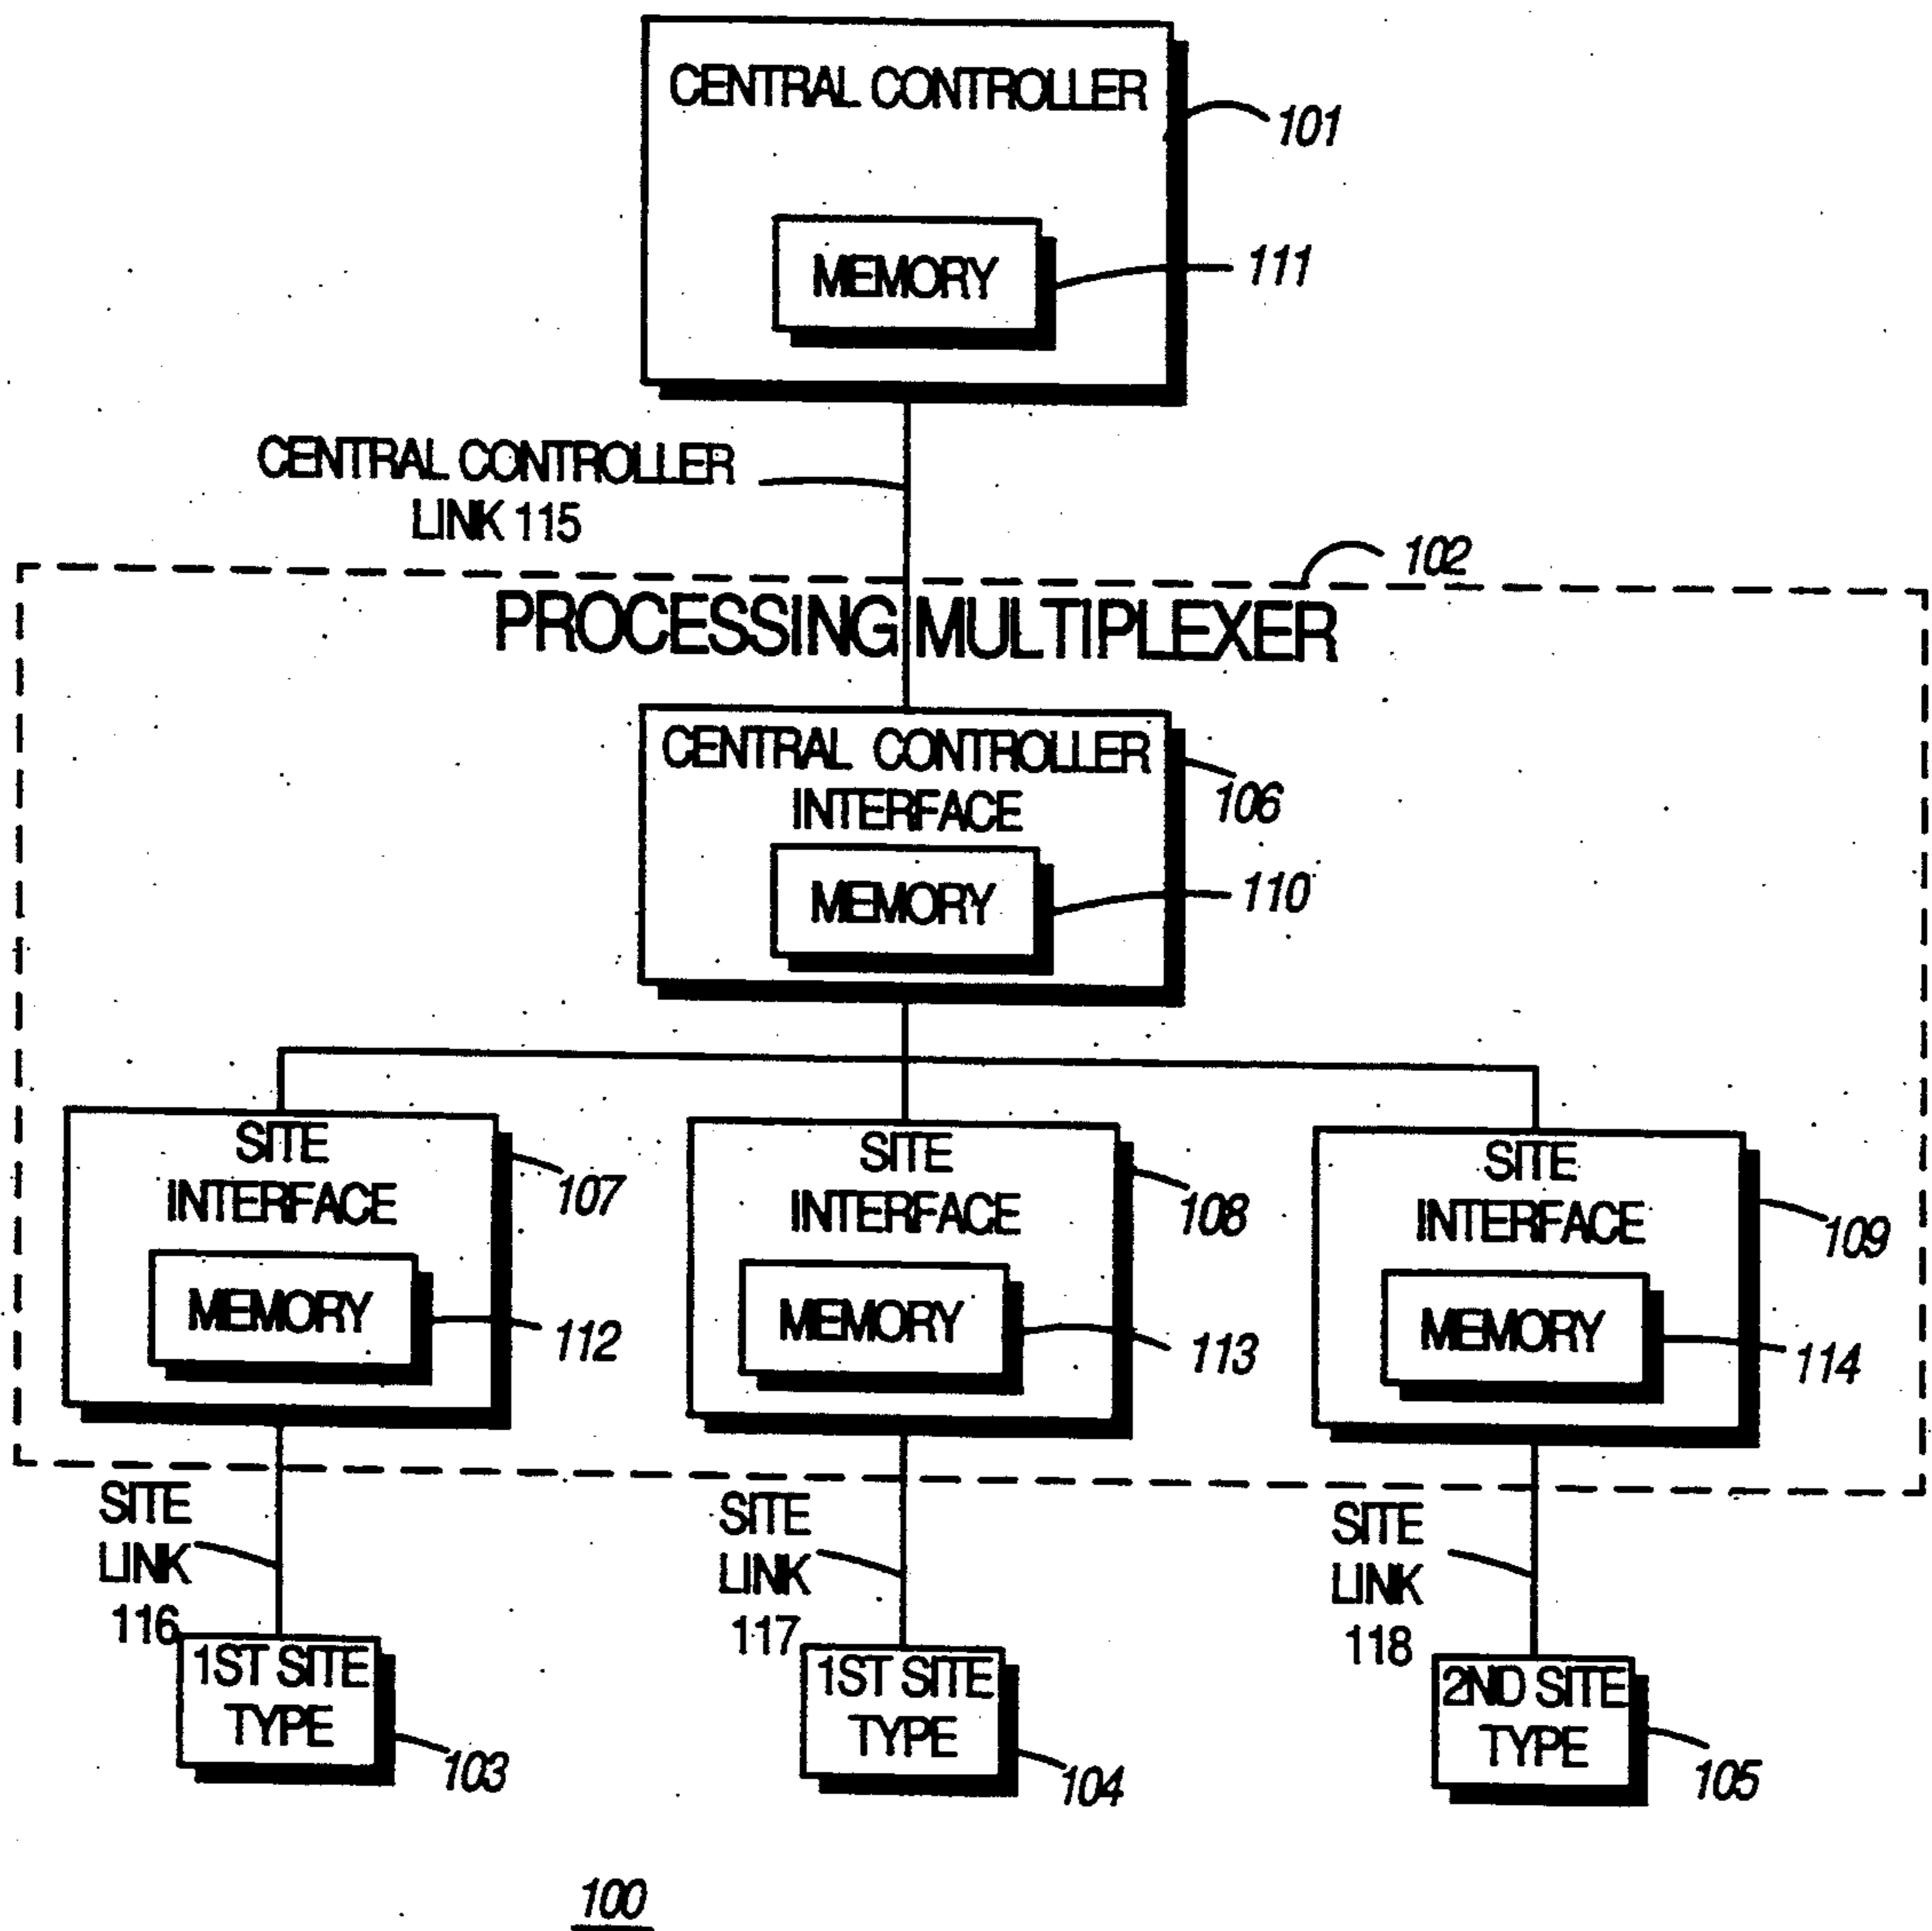 CENTRAL CONTROLLER
101
MEMORY
111
CENTRAL CONTROLLER
LINK 115
102
PROCESSING MULTIPLEXER
CENTRAL CONTROLLER
INTERFACE
106
MEMORY
110
SITE
INTERFACE
107
MEMORY
112
SITE
INTERFACE
108
MEMORY
113
SITE
INTERFACE
109
MEMORY
114
SITE
LINK
116
SITE
LINK
117
SITE
LINK
118
1ST SITE
TYPE
103
1ST SITE
TYPE
104
2ND SITE
TYPE
105
100